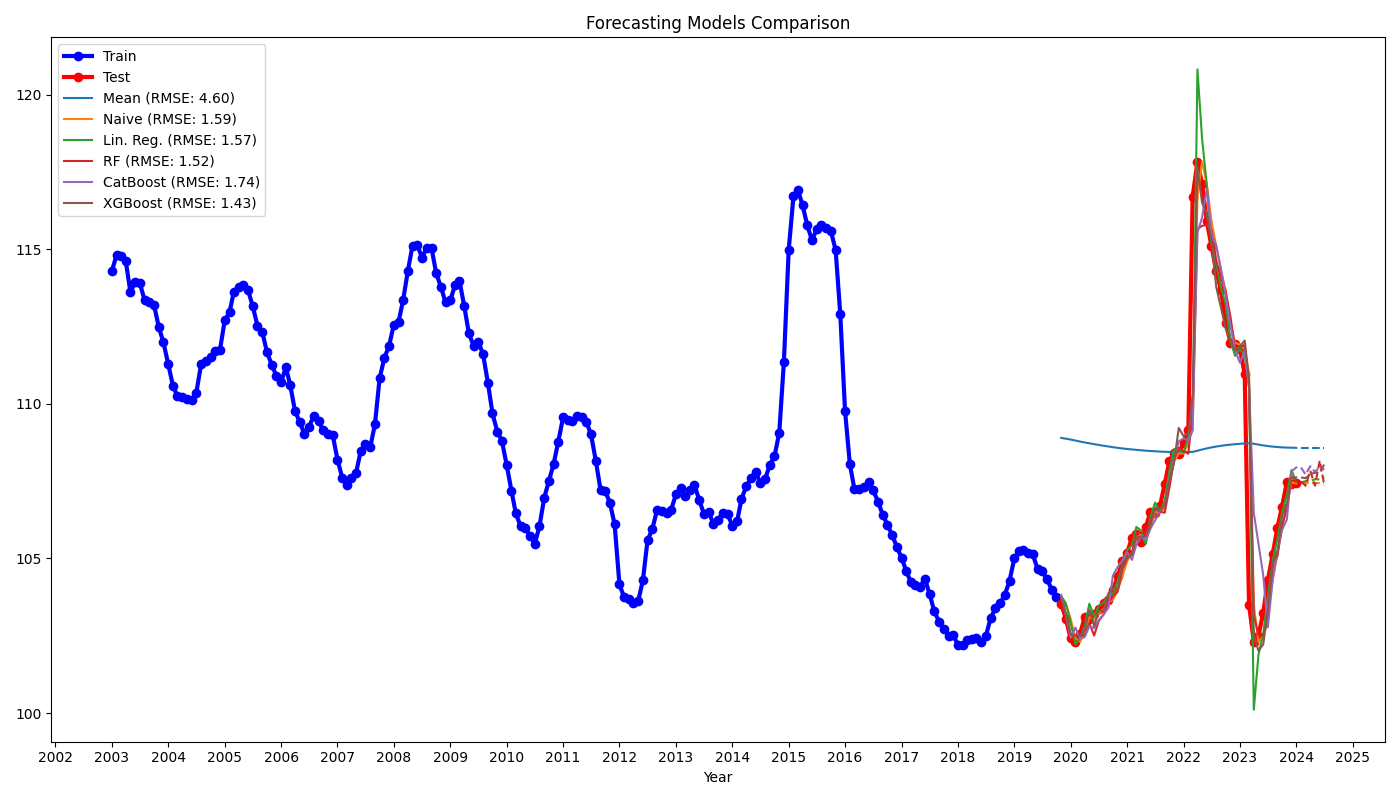 Forecasting Models Comparison
Train
Test
Mean (RMSE: 4.60)
Naive (RMSE: 1.59)
Lin. Reg. (RMSE: 1.57)
RF (RMSE: 1.52)
CatBoost (RMSE: 1.74)
XGBoost (RMSE: 1.43)
120
115
110
105
100
2002 2003 2004 2005 2006 2007 2008 2009 2010 2011 2012 2013 2014 2015 2016 2017 2018 2019 2020 2021 2022 2023 2024 2025
Year